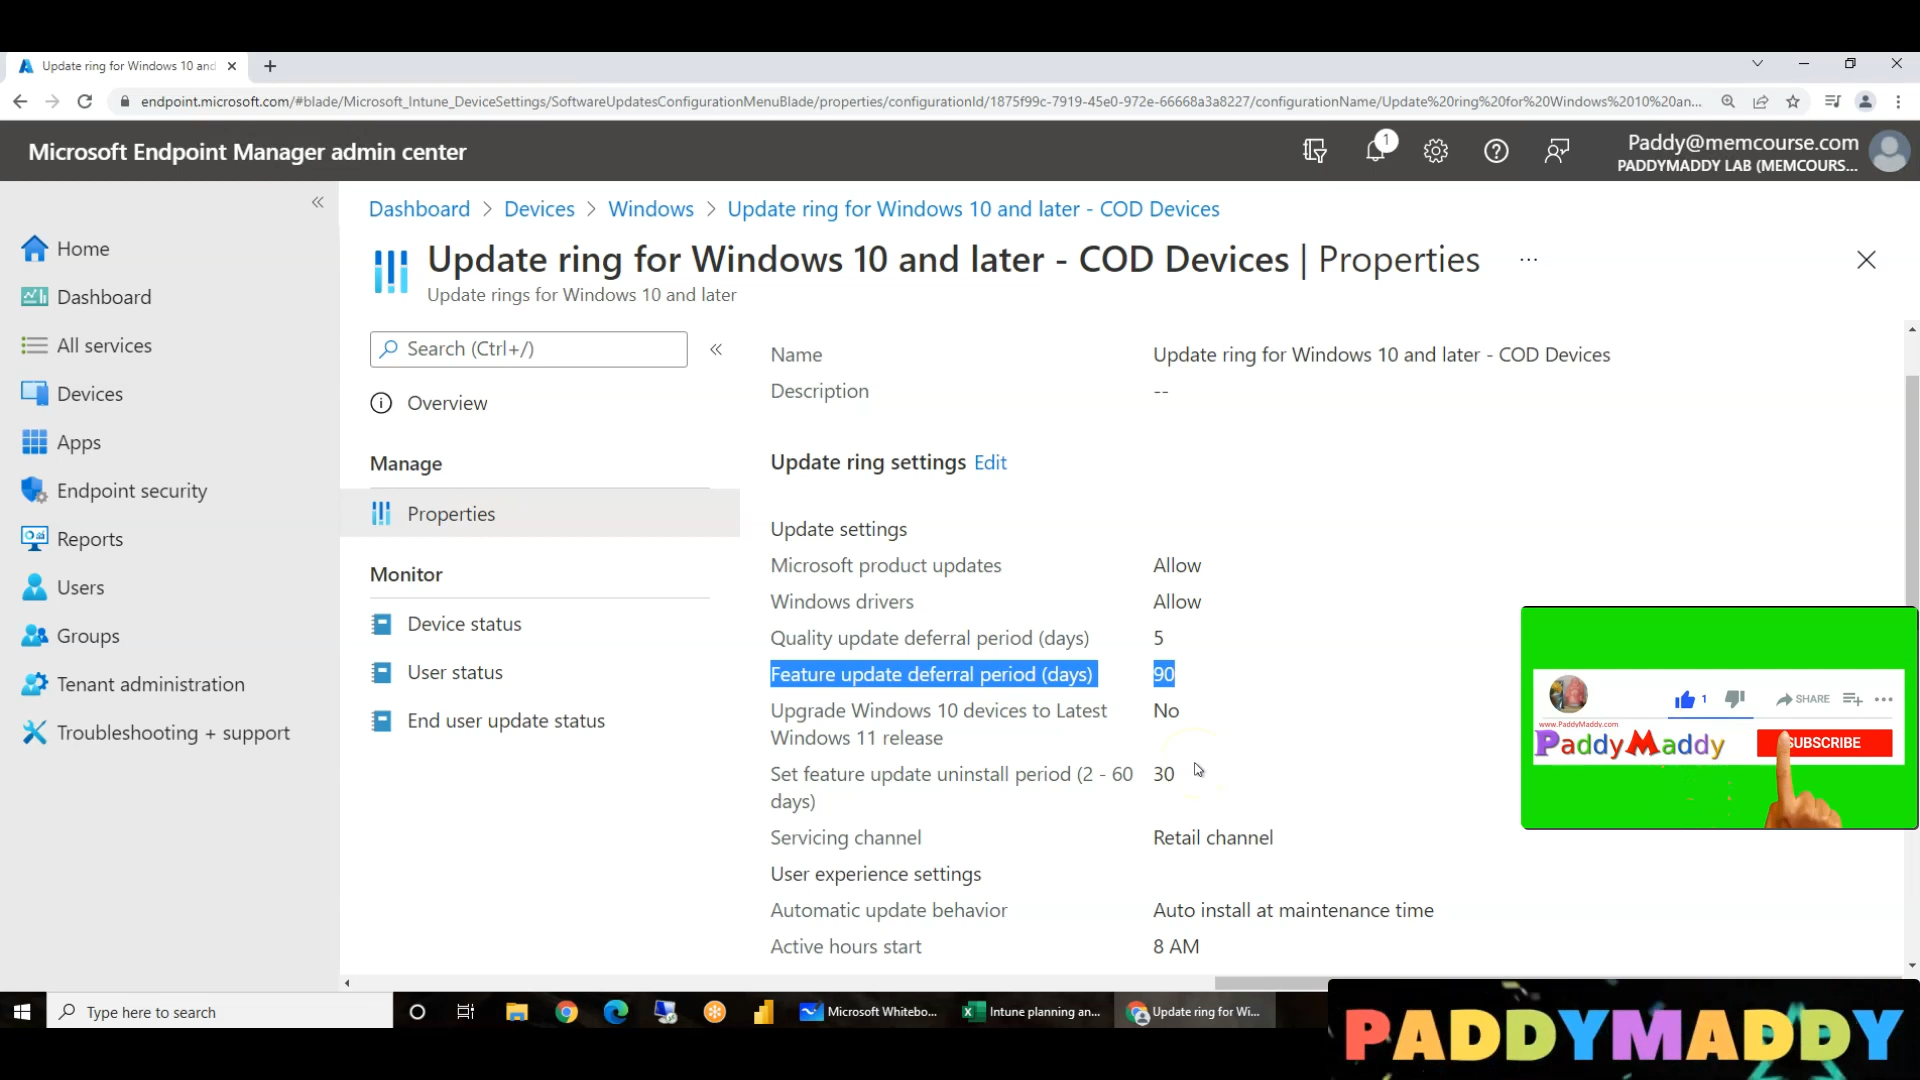 Update ring for Windows 10 and
endpoint.microsoft.com/#blade/Microsoft_Intune_DeviceSettings/SoftwareUpdatesConfigurationMenuBlade/properties/configurationId/1875f99c-7919-45e0-972e-66668a3a8227/configurationName/Update%20ring%20for%20Windows%2010%20an...
Microsoft Endpoint Manager admin center
1
Paddy@memcourse.com
PADDYMADDY LAB (MEMCOURS...
Home
Dashboard
All services
Devices
Apps
Endpoint security
Reports
Users
Groups
Tenant administration
Troubleshooting + support
Dashboard > Devices > Windows > Update ring for Windows 10 and later - COD Devices
Update ring for Windows 10 and later - COD Devices | Properties ...
Update rings for Windows 10 and later
Search (Ctrl+/)
Overview
Manage
Properties
Monitor
Device status
User status
End user update status
Name Update ring for Windows 10 and later - COD Devices
Description --
Update ring settings Edit
Update settings
Microsoft product updates Allow
Windows drivers Allow
Quality update deferral period (days) 5
Feature update deferral period (days) 90
Upgrade Windows 10 devices to Latest No
Windows 11 release
Set feature update uninstall period (2 - 60 30
days)
Servicing channel Retail channel
User experience settings
Automatic update behavior Auto install at maintenance time
Active hours start 8 AM
1 SHARE
www.PaddyMaddy.com
PaddyMaddy
SUBSCRIBE
Type here to search
Microsoft Whitebo...
Intune planning an...
Update ring for Wi...
PADDYMADDY